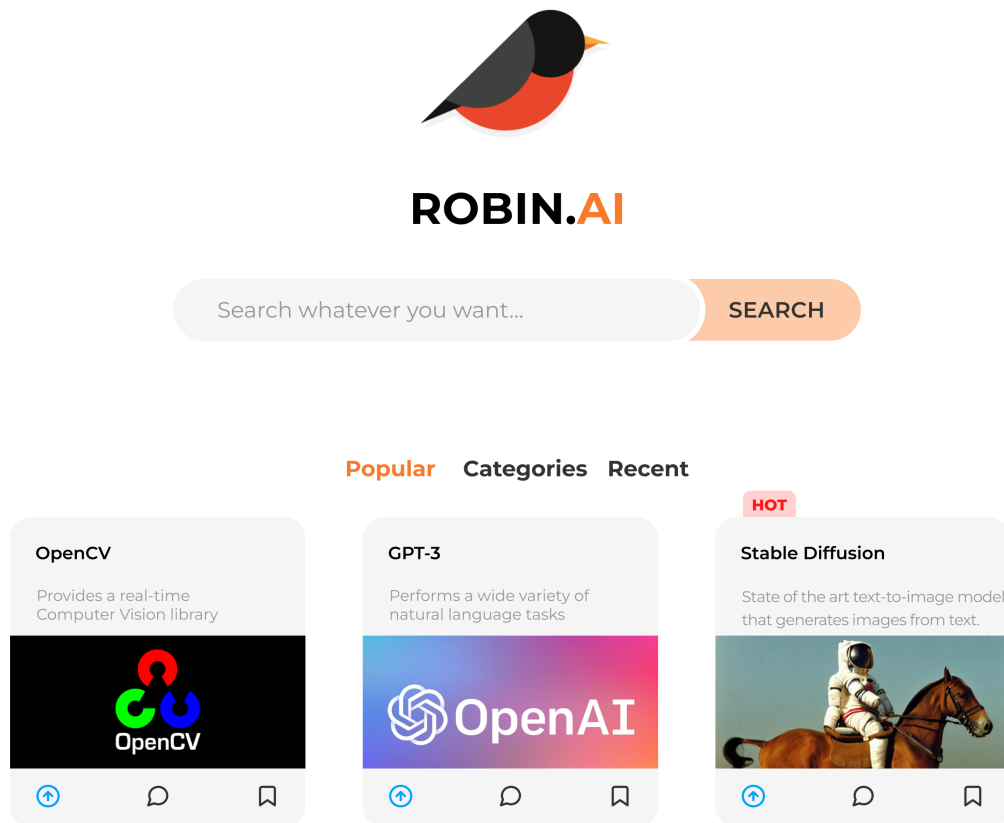 ROBIN.AI
Search whatever you want...
SEARCH
Popular
Categories
Recent
OpenCV
Provides a real-time
Computer Vision library
OpenCV
GPT-3
Performs a wide variety of
natural language tasks
OpenAI
HOT
Stable Diffusion
State of the art text-to-image model
that generates images from text.